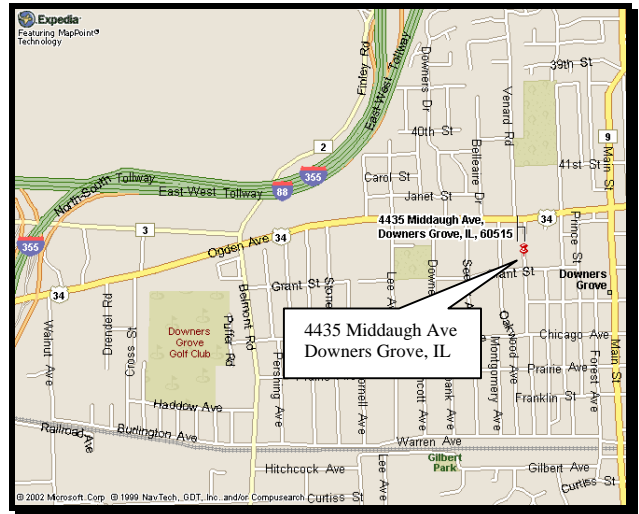 Expedia
Featuring MapPoint®
Technology
Finley Rd
East West Tollway
Downers Dr
Venard Rd
39th St
2
40th St
9
Main St
Belleaire Dr
41st St
355
Carol St
North-South Tollway
East West Tollway
88
Janet St
34
4435 Middaugh Ave,
Downers Grove, IL, 60515
Prince St
3
Ogden Ave
34
355
Downers
Grove
Grant St
Lee Ave
34
Walnut Ave
Drendel Rd
Cross St
Downers
Grove
Golf Club
Puffer Rd
Belmont Rd
4435 Middaugh Ave
Downers Grove, IL
Oakwood Ave
Montgomery Ave
Chicago Ave
Main St
Forest Ave
Prairie Ave
Pershing Ave
Franklin St
Haddow Ave
Railroad Ave
Burlington Ave
Warren Ave
Gilbert
Park
Hitchcock Ave
Lee Ave
Gilbert Ave
Curtiss St
Curtiss St
© 2002 Microsoft Corp © 1999 NavTech, GDT, Inc. and/or Compusearch